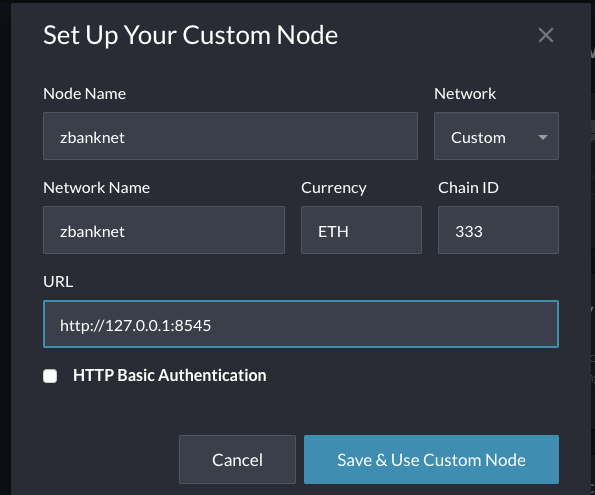 Set Up Your Custom Node
Node Name
Network
zbanknet
Custom
Network Name
Currency
Chain ID
zbanknet
ETH
333
URL
http://127.0.0.1:8545
HTTP Basic Authentication
Cancel
Save & Use Custom Node